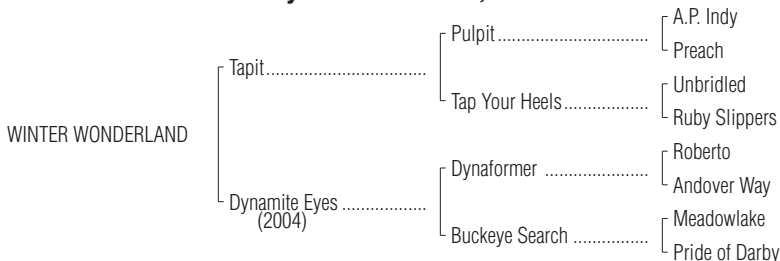 A.P. Indy
Pulpit
Preach
Tapit
Unbridled
Tap Your Heels
Ruby Slippers
WINTER WONDERLAND
Roberto
Dynaformer
Andover Way
Dynamite Eyes
(2004)
Meadowlake
Buckeye Search
Pride of Darby